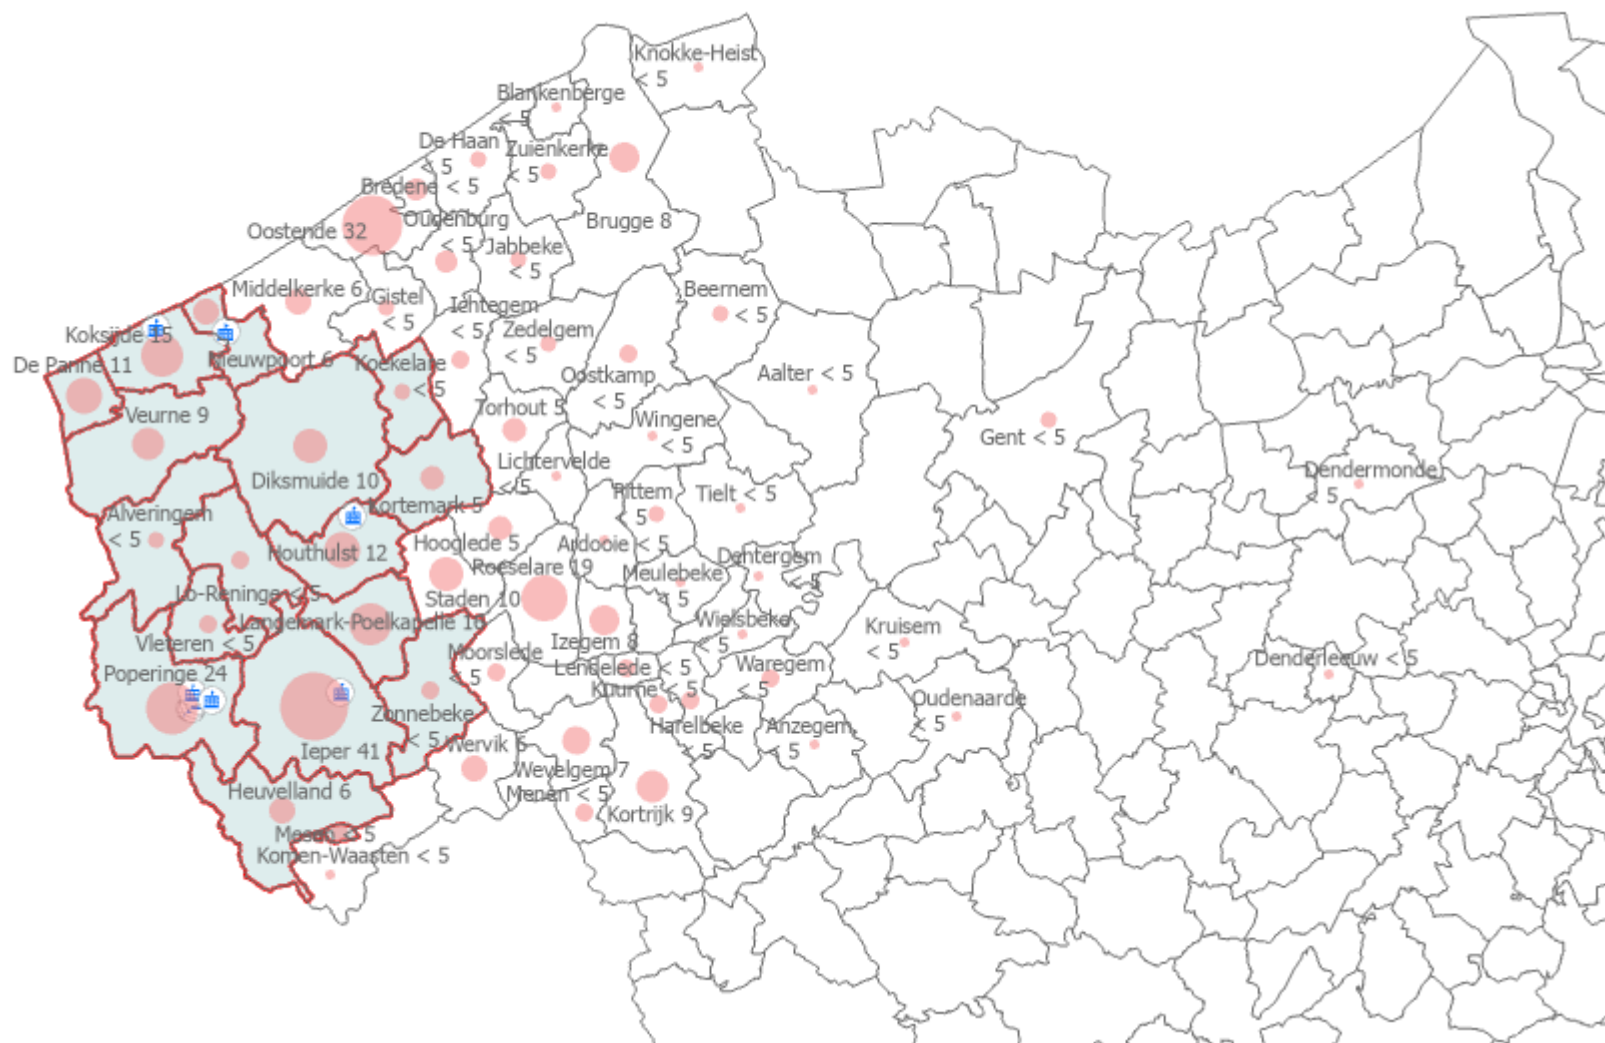 Knokke-Heist
< 5
Blankenberge
< 5
De Haan
< 5
Zuienkerke
< 5
Bredene < 5
Oudenburg
< 5
Oostende 32
Brugge 8
Jabbeke
< 5
Middelkerke 6
Gistel
< 5
Ichtegem
< 5
Beernem
< 5
Zedelgem
< 5
Koksijde 15
De Panne 11
Nieuwpoort 6
Koekelare
< 5
Oostkamp
< 5
Aalter < 5
Veurne 9
Torhout 5
Wingene
< 5
Gent < 5
Diksmuide 10
Lichtervelde
< 5
Dendermonde
< 5
Kortemark 5
Pittem
Tielt < 5
Alveringem
< 5
Houthulst 12
Hooglede 5
Ardooie < 5
Roeselare 19
Meulebeke
< 5
Dentergem
< 5
Lo-Reninge < 5
Staden 10
Langemark-Poelkapelle
Vleteren < 5
Izegem 8
Wielsbeke
< 5
Kruisem
< 5
Moorslede
< 5
Lendelede < 5
Waregem
< 5
Denderleeuw < 5
Poperinge 24
Kuurne < 5
Oudenaarde
< 5
Zonnebeke
< 5
Harelbeke
Anzegem
Ieper 41
Wervik
Wevelgem 7
Heuvelland 6
Menen < 5
Kortrijk 9
Mesen < 5
Komen-Waasten < 5